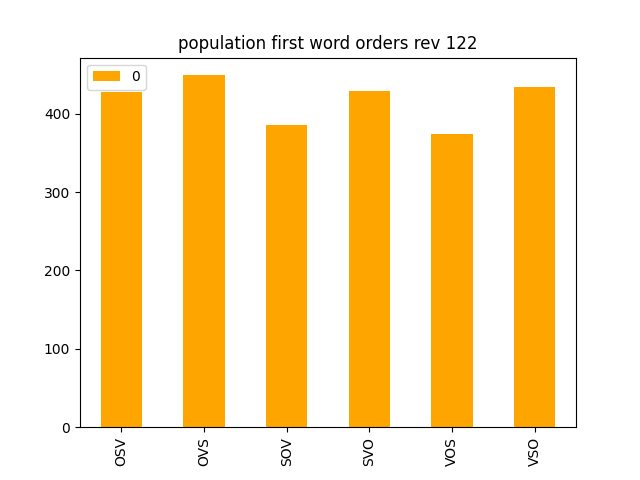 population first word orders rev 122
0
400
300
200
100
0
OSV
OVS
SOV
SVO
VOS
VSO